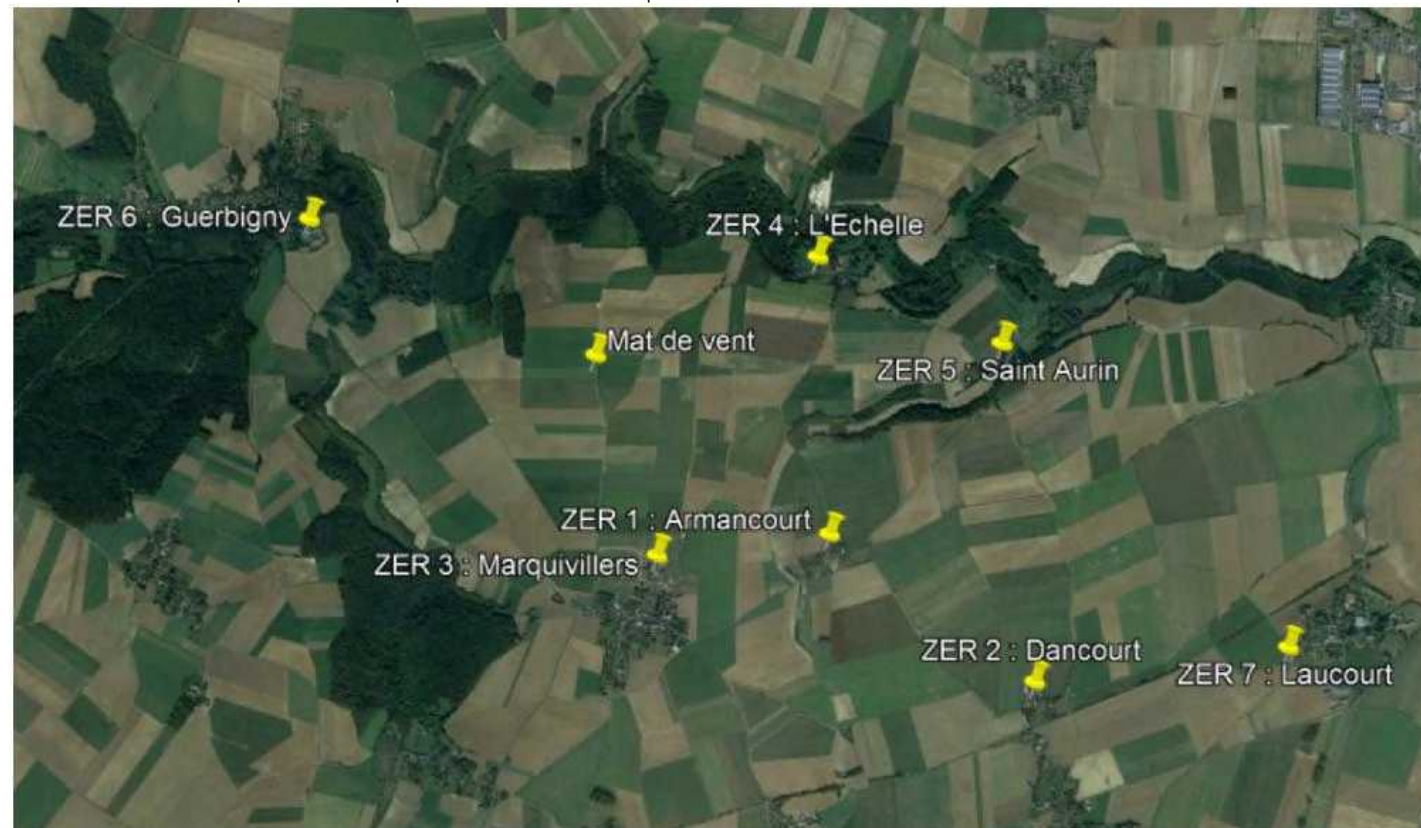 ZER 6 : Guerbigny
ZER 4 : L'Echelle
Mat de vent
ZER 5 : Saint Aurin
ZER 1 : Armancourt
ZER 3 : Marquivillers
ZER 2 : Dancourt
ZER 7 : Laucourt